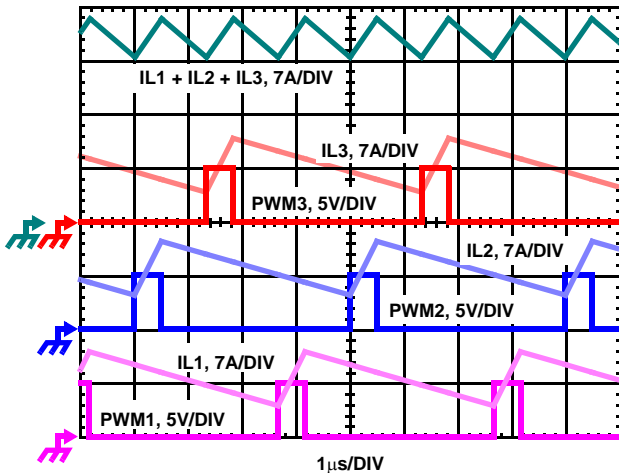 IL1 + IL2 + IL3, 7A/DIV
IL3, 7A/DIV
PWM3, 5V/DIV
IL2, 7A/DIV
PWM2, 5V/DIV
IL1, 7A/DIV
PWM1, 5V/DIV
1μs/DIV